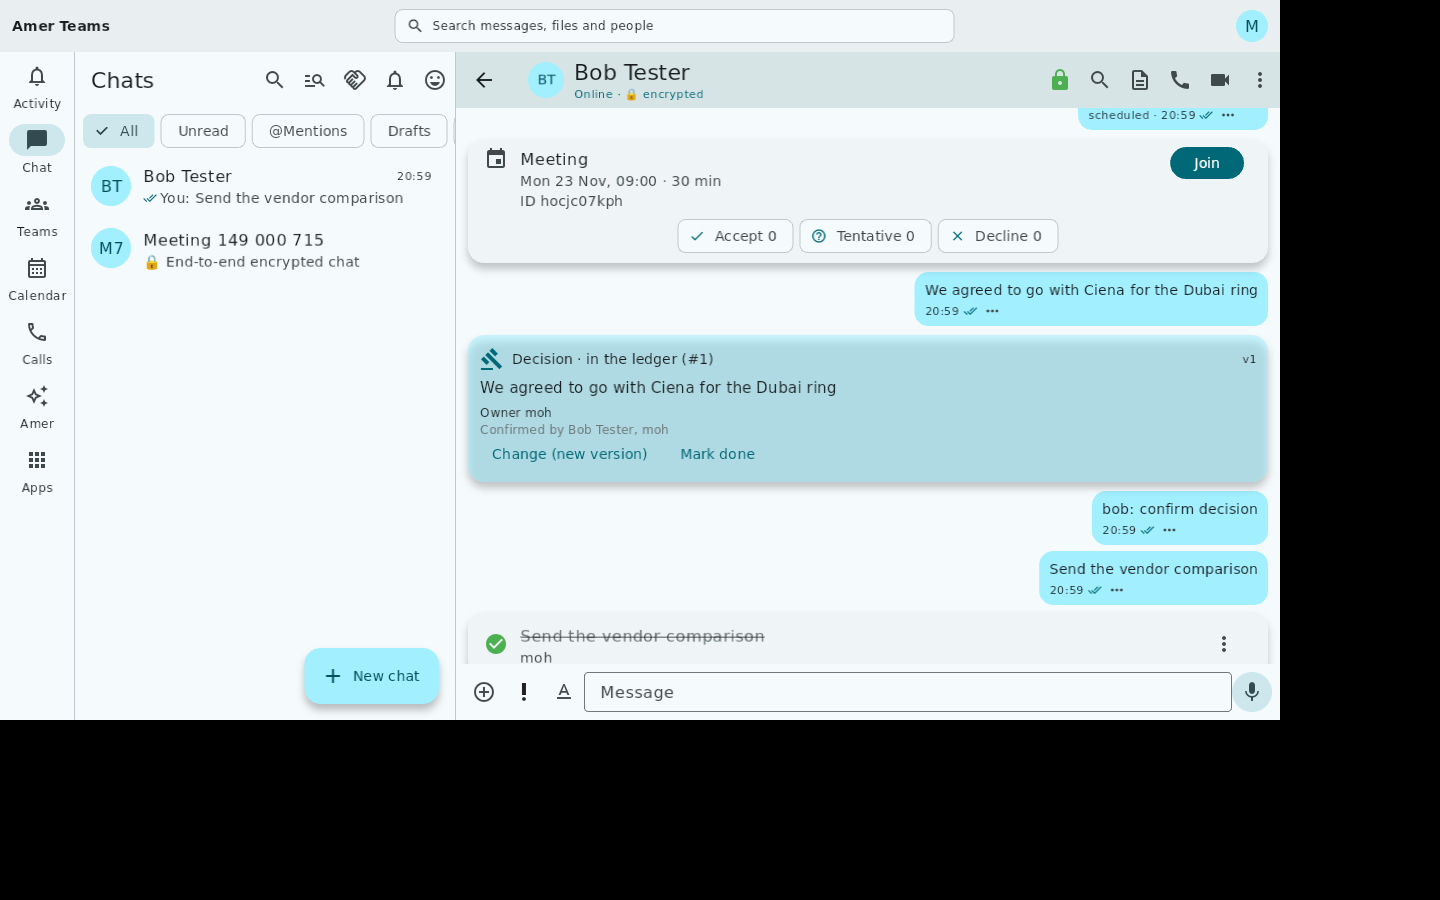 Amer Teams
Search messages, files and people
M
Activity
Chat
Teams
Calendar
Calls
Amer
Apps
Chats
All
Unread
@Mentions
Drafts
BT
Bob Tester
20:59
You: Send the vendor comparison
M7
Meeting 149 000 715
🔒 End-to-end encrypted chat
+ New chat
BT
Bob Tester
Online · 🔒 encrypted
scheduled · 20:59
Meeting
Mon 23 Nov, 09:00 · 30 min
ID hocjc07kph
Join
Accept 0
Tentative 0
Decline 0
We agreed to go with Ciena for the Dubai ring
20:59
Decision · in the ledger (#1)
v1
We agreed to go with Ciena for the Dubai ring
Owner moh
Confirmed by Bob Tester, moh
Change (new version)
Mark done
bob: confirm decision
20:59
Send the vendor comparison
20:59
Send the vendor comparison
moh
Message